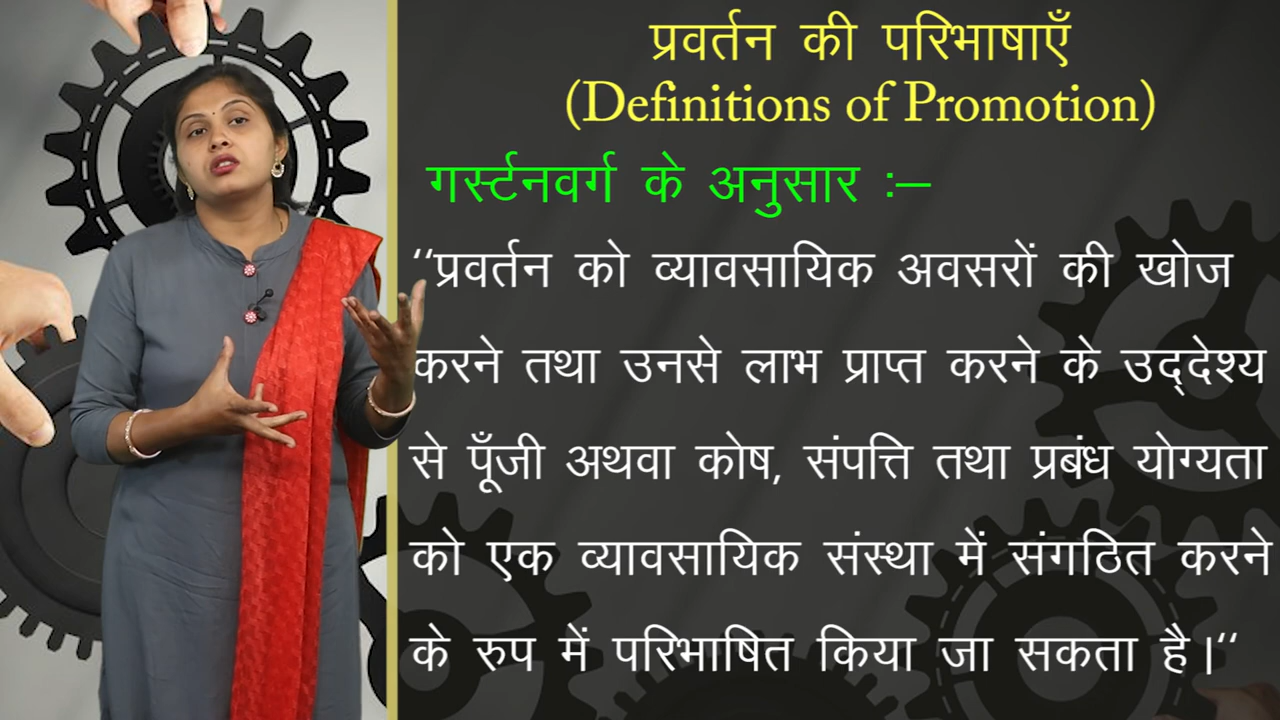 प्रवर्तन की परिभाषाएँ
(Definitions of Promotion)
गर्स्टनवर्ग के अनुसार :–
‘‘प्रवर्तन को व्यावसायिक अवसरों की खोज
करने तथा उनसे लाभ प्राप्त करने के उद्‌देश्य
से पूँजी अथवा कोष, संपत्ति तथा प्रबंध योग्यता
को एक व्यावसायिक संस्था में संगठित करने
के रुप में परिभाषित किया जा सकता है।‘‘